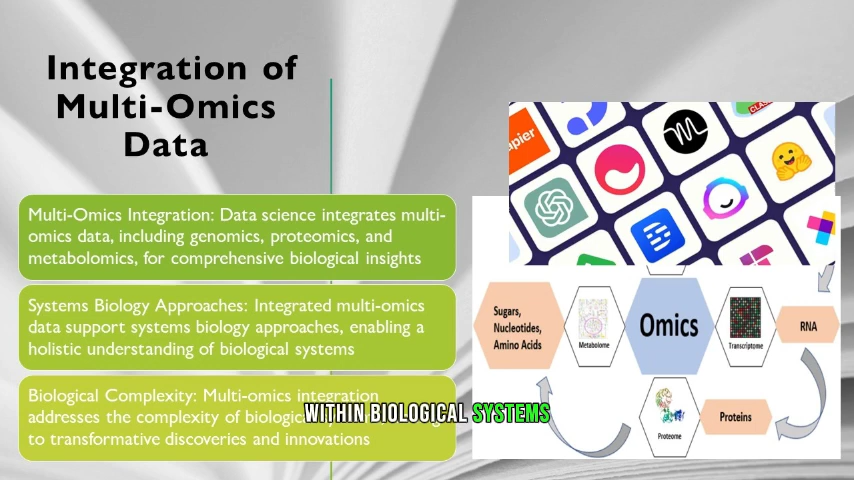 Integration of
Multi-Omics
Data
Multi-Omics Integration: Data science integrates multi-
omics data, including genomics, proteomics, and
metabolomics, for comprehensive biological insights
Systems Biology Approaches: Integrated multi-omics
data support systems biology approaches, enabling a
holistic understanding of biological systems
Biological Complexity: Multi-omics integration
addresses the complexity of
to transformative discoveries and innovations
WITHIN BIOLOGICAL SYSTEMS
apier
Sugars,
Nucleotides,
Amino Acids
Metaboiome
Omics
Transcriptome
RNA
Proteome
Proteins